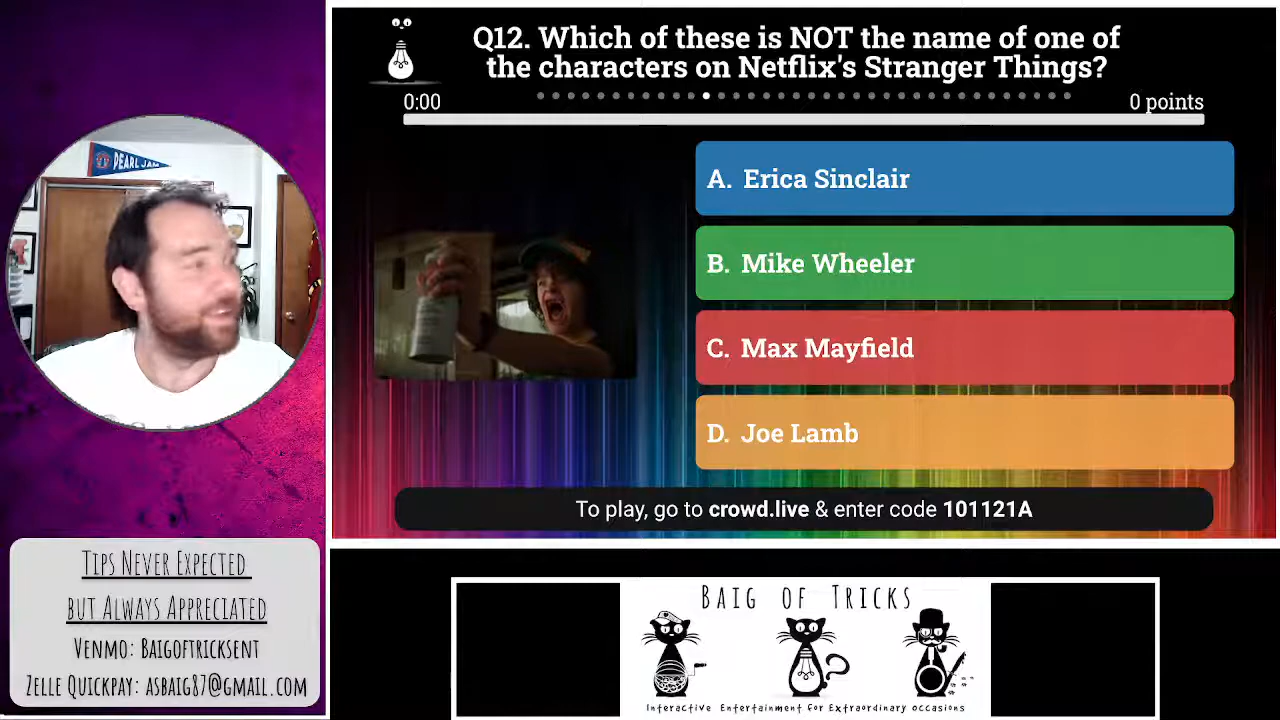 PEARL JAM
Q12. Which of these is NOT the name of one of
the characters on Netflix's Stranger Things?
0:00
0 points
A. Erica Sinclair
B. Mike Wheeler
C. Max Mayfield
D. Joe Lamb
To play, go to crowd.live & enter code 101121A
Tips Never Expected
but Always Appreciated
Venmo: Baigoftricksent
Zelle Quickpay: asbaig87@gmail.com
Baig of Tricks
Interactive Entertainment for Extraordinary Occasions